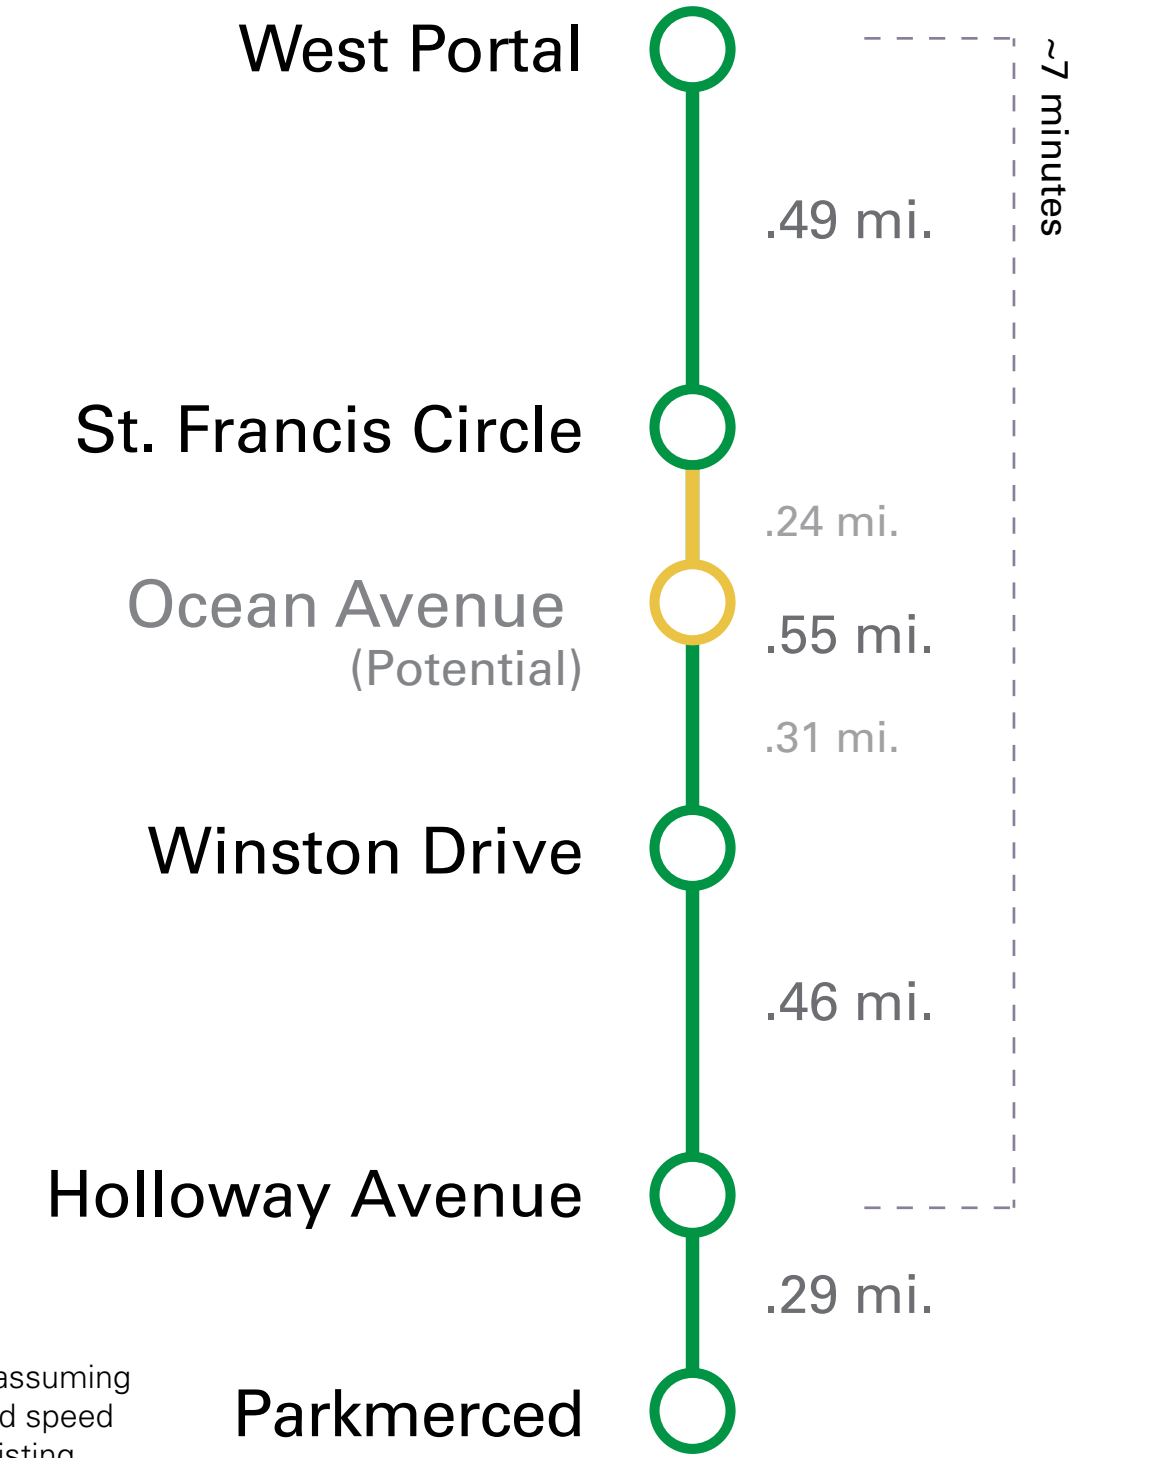 West Portal
~7 minutes
.49 mi.
St. Francis Circle
.24 mi.
Ocean Avenue
(Potential)
.55 mi.
.31 mi.
Winston Drive
.46 mi.
Holloway Avenue
.29 mi.
assuming
speed
Parkmerced